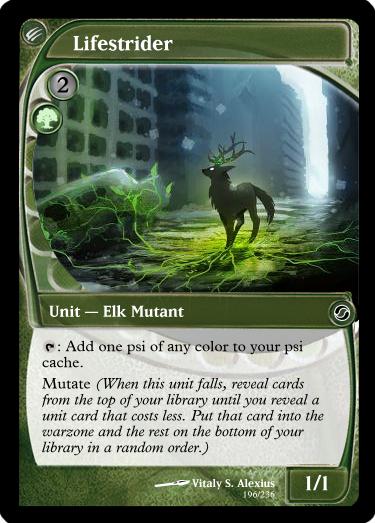 Lifestrider
2
Unit — Elk Mutant
: Add one psi of any color to your psi
cache.
Mutate (When this unit falls, reveal cards
from the top of your library until you reveal a
unit card that costs less. Put that card into the
warzone and the rest on the bottom of your
library in a random order.)
Vitaly S. Alexius
196/236
1/1